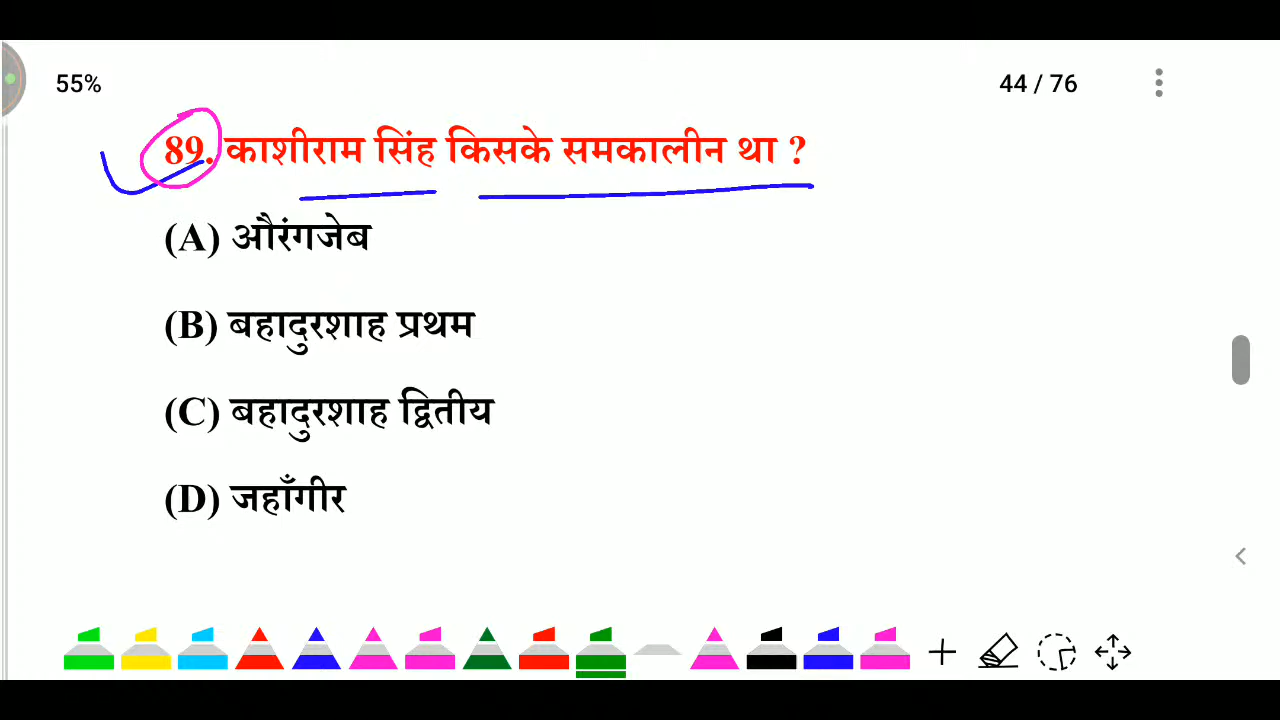 55%
44 / 76
89. काशीराम सिंह किसके समकालीन था ?
(A) औरंगजेब
(B) बहादुरशाह प्रथम
(C) बहादुरशाह द्वितीय
(D) जहाँगीर